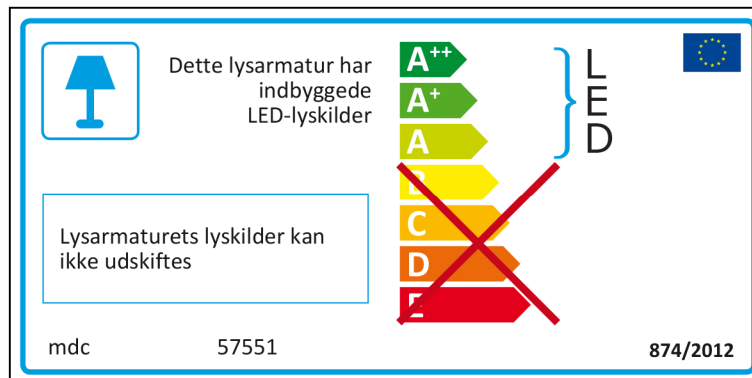 Dette lysarmatur har
indbyggede
LED-lyskilder
A++
A+
A
B
C
D
E
L
E
D
Lysarmaturets lyskilder kan
ikke udskiftes
mdc 57551
874/2012